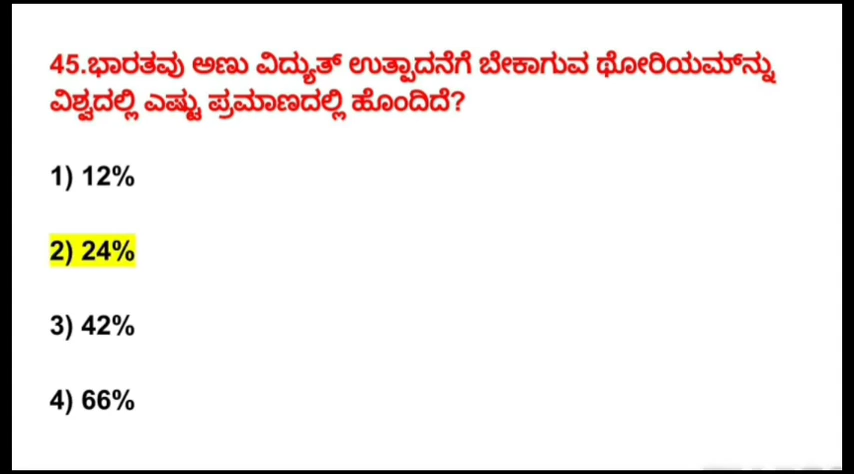 45.ಭಾರತವು ಅಣು ವಿದ್ಯುತ್ ಉತ್ಪಾದನೆಗೆ ಬೇಕಾಗುವ ಥೋರಿಯಮ್‌ನ್ನು
ವಿಶ್ವದಲ್ಲಿ ಎಷ್ಟು ಪ್ರಮಾಣದಲ್ಲಿ ಹೊಂದಿದೆ?
1) 12%
2) 24%
3) 42%
4) 66%